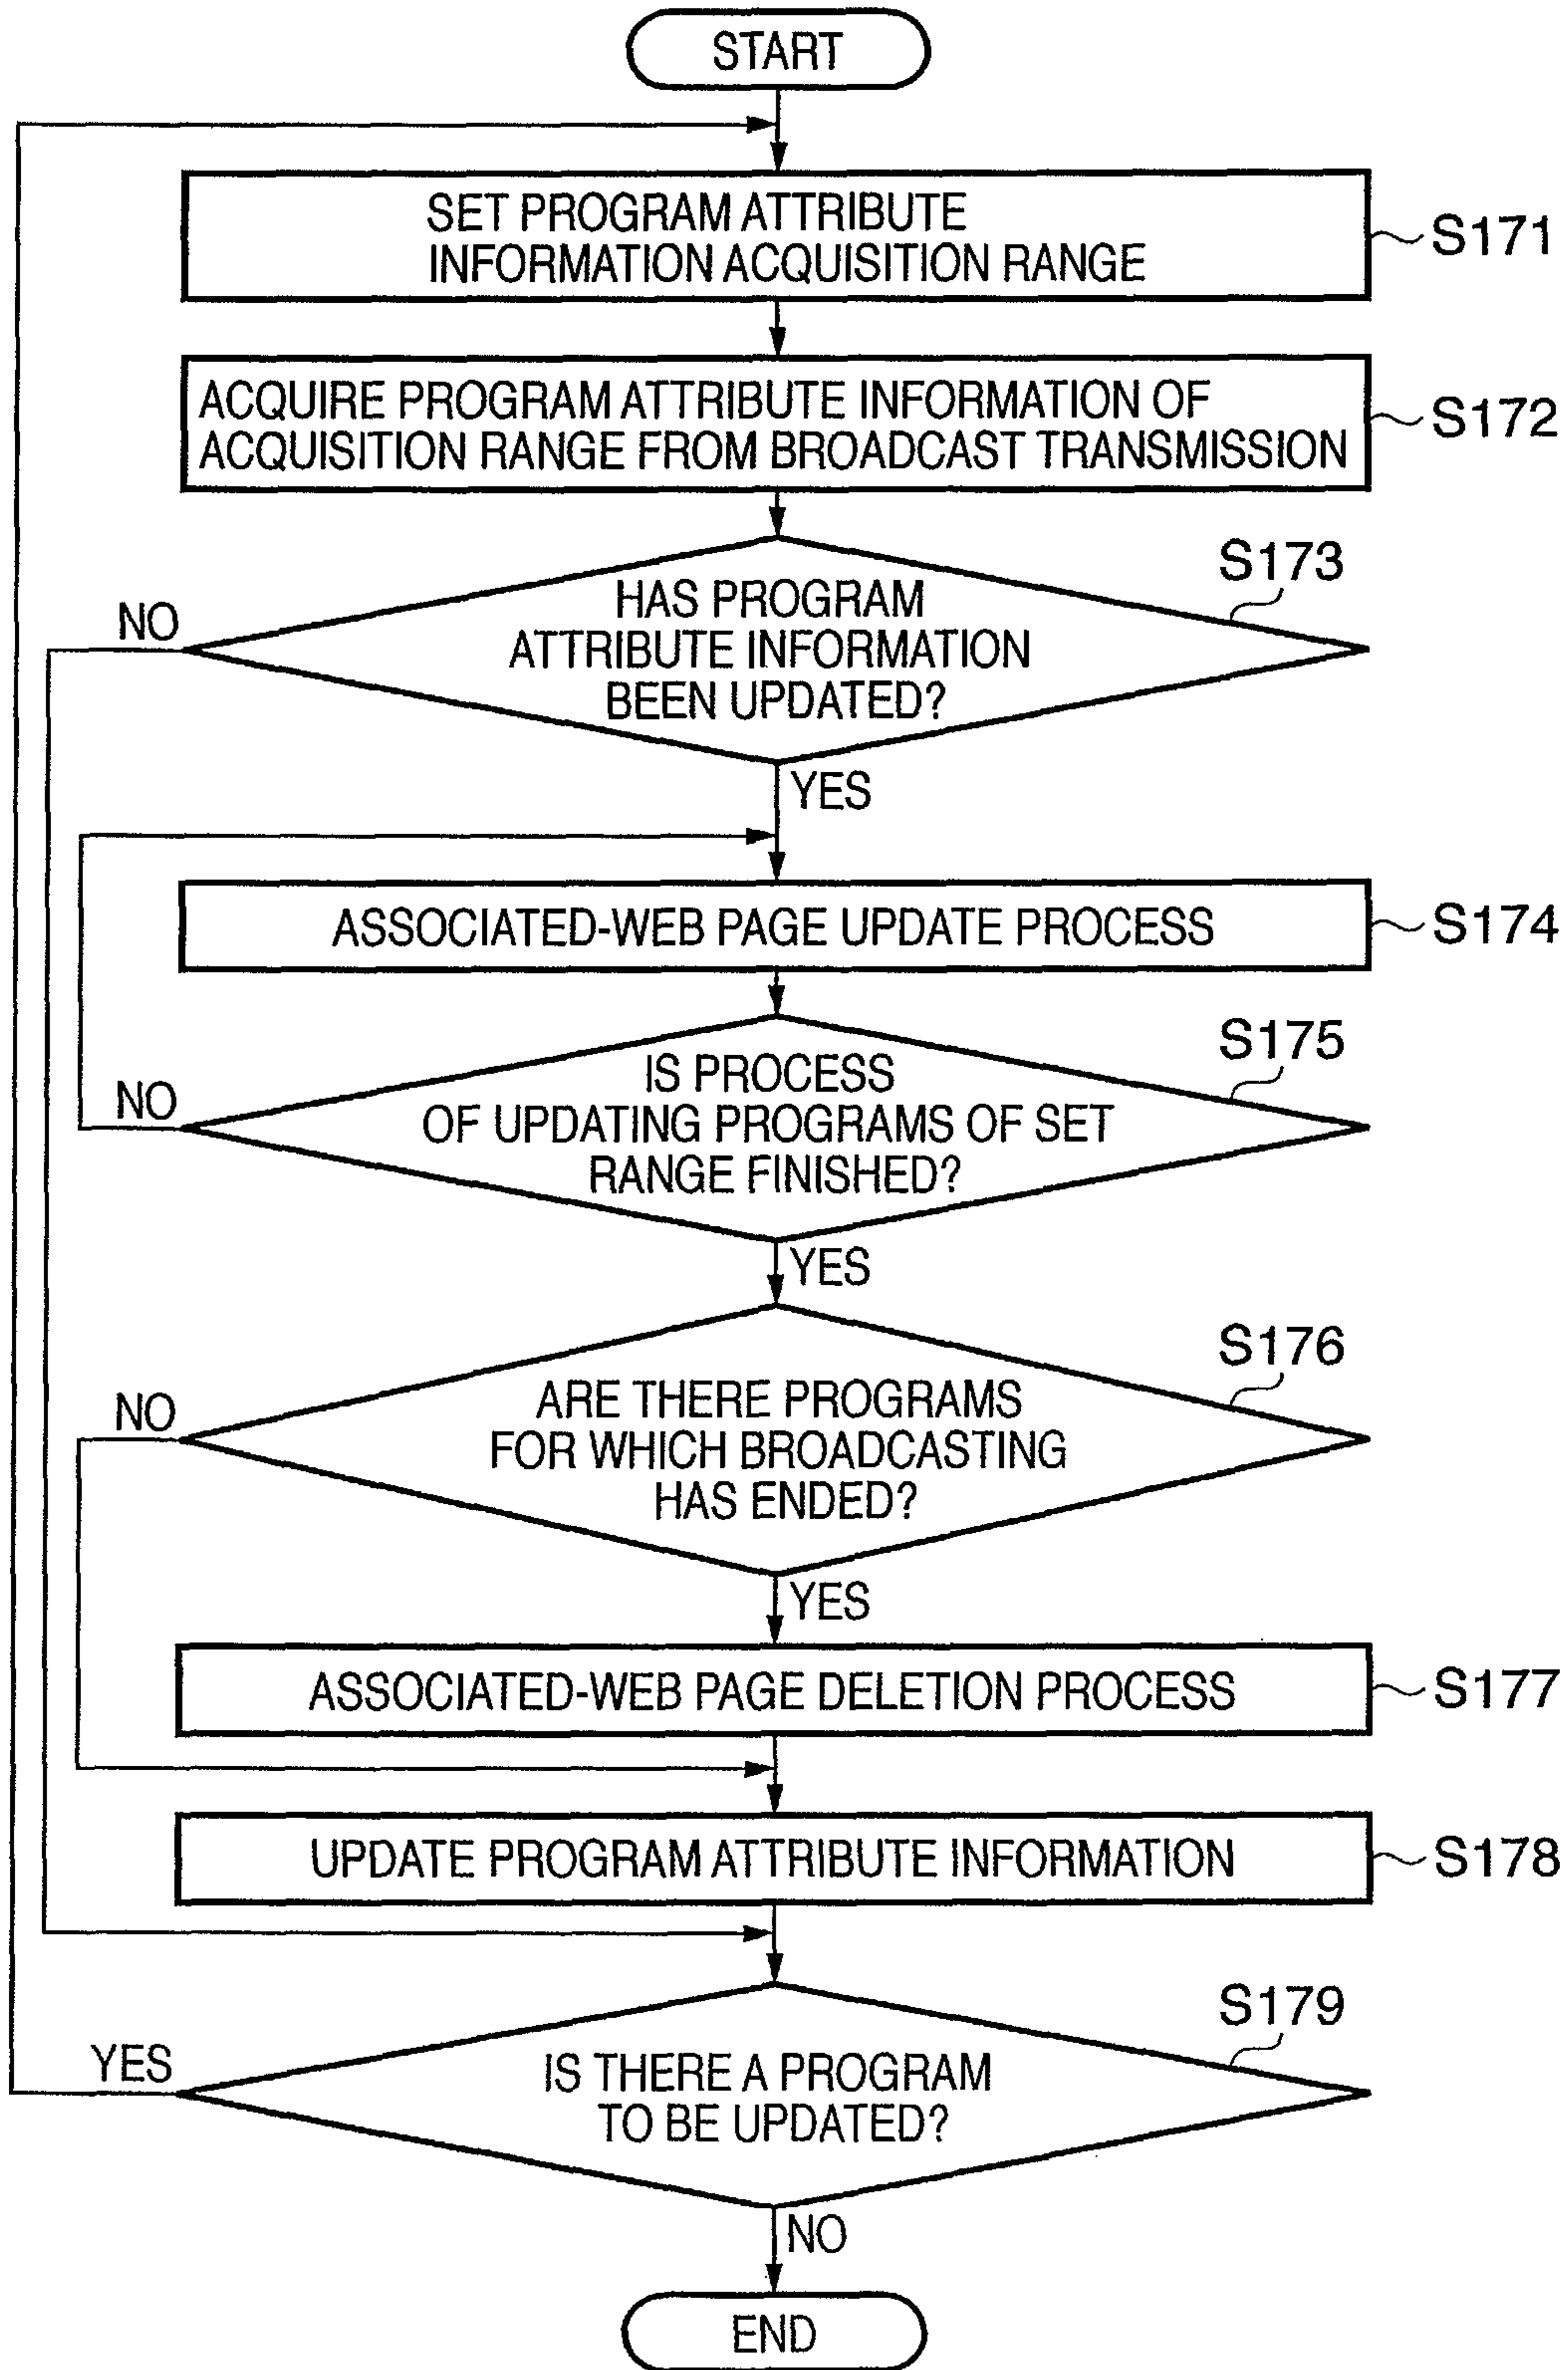 START
SET PROGRAM ATTRIBUTE
INFORMATION ACQUISITION RANGE
S171
ACQUIRE PROGRAM ATTRIBUTE INFORMATION OF
ACQUISITION RANGE FROM BROADCAST TRANSMISSION
S172
S173
HAS PROGRAM
ATTRIBUTE INFORMATION
BEEN UPDATED?
NO
YES
ASSOCIATED-WEB PAGE UPDATE PROCESS
S174
S175
IS PROCESS
OF UPDATING PROGRAMS OF SET
RANGE FINISHED?
NO
YES
S176
ARE THERE PROGRAMS
FOR WHICH BROADCASTING
HAS ENDED?
NO
YES
ASSOCIATED-WEB PAGE DELETION PROCESS
S177
UPDATE PROGRAM ATTRIBUTE INFORMATION
S178
S179
IS THERE A PROGRAM
TO BE UPDATED?
YES
NO
END